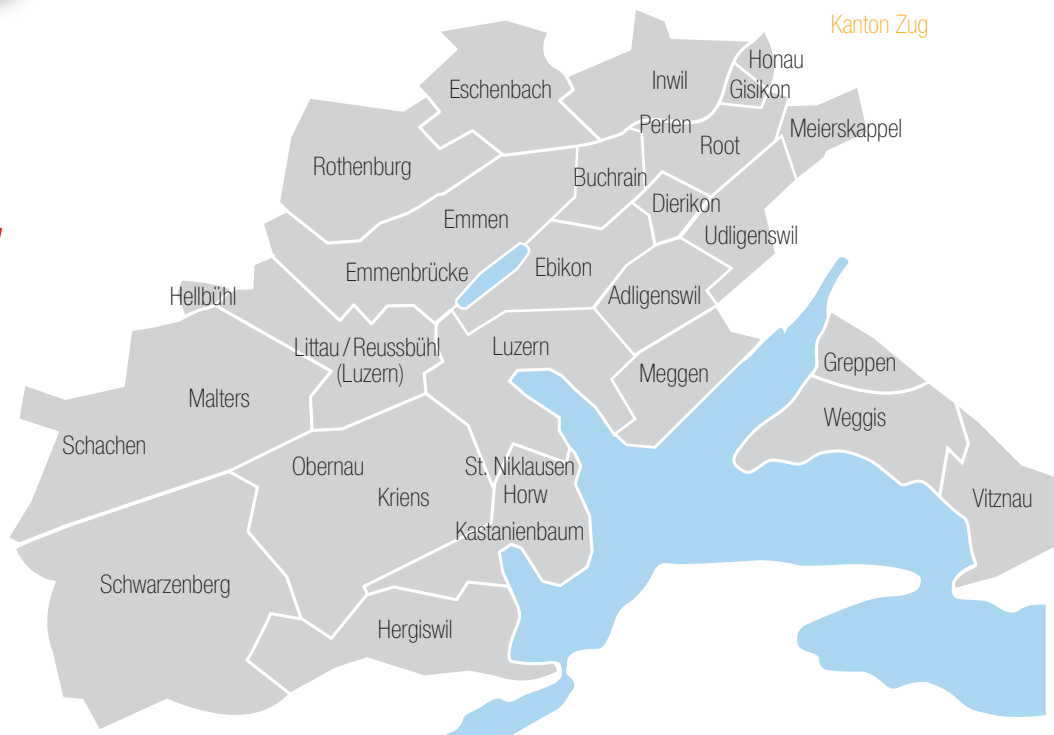 Kanton Zug
Honau
Inwil
Gisikon
Eschenbach
Perlen
Meierskappel
Root
Rothenburg
Buchrain
Dierikon
Emmen
Udligenswil
Emmenbrücke
Ebikon
Hellbühl
Adligenswil
Littau / Reussbühl
(Luzern)
Luzern
Greppen
Meggen
Malters
Weggis
Schachen
Obernau
St. Niklausen
Kriens
Horw
Vitznau
Kastanienbaum
Schwarzenberg
Hergiswil